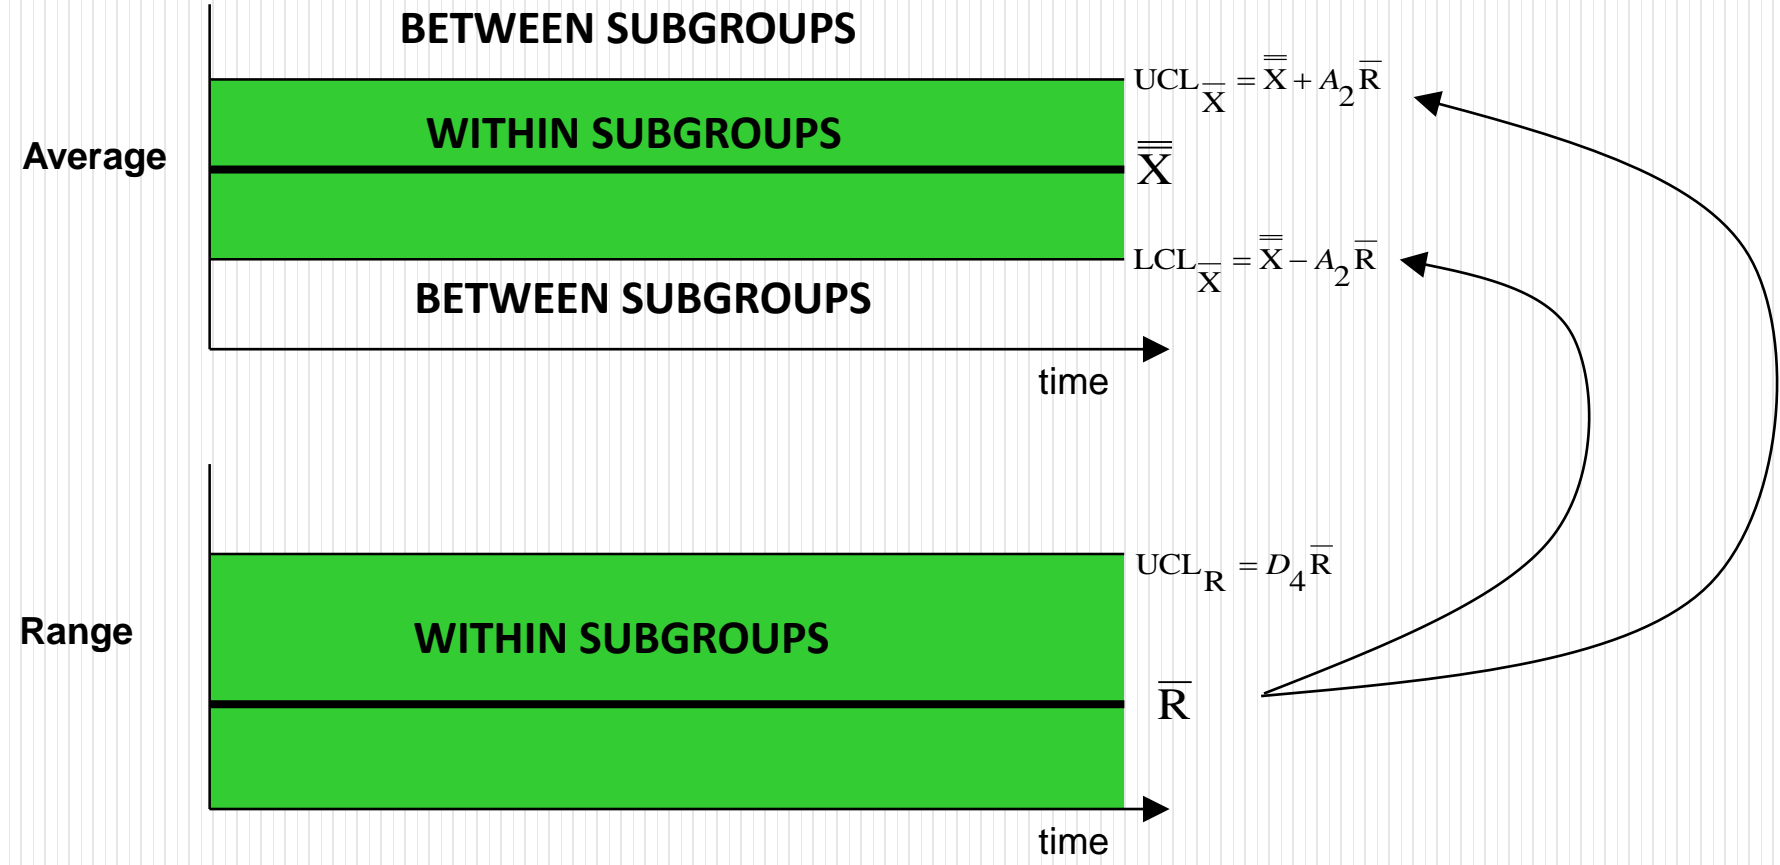 BETWEEN SUBGROUPS
UCL_X̅ = X̿ + A₂R̅
WITHIN SUBGROUPS
Average
X̿
LCL_X̅ = X̿ − A₂R̅
BETWEEN SUBGROUPS
time
UCL_R = D₄R̅
Range
WITHIN SUBGROUPS
R̅
time